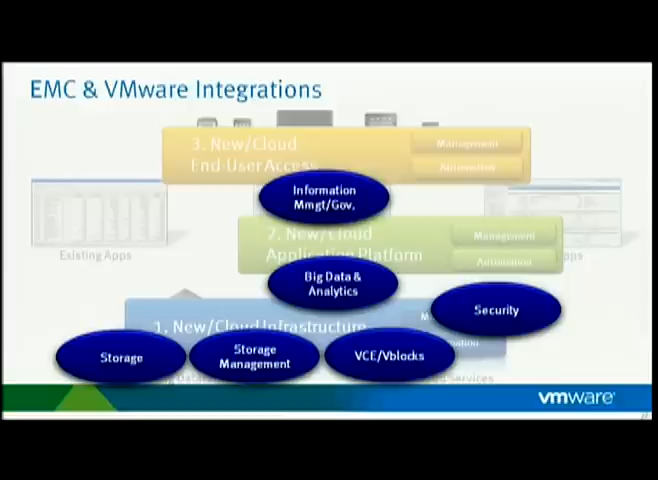 EMC & VMware Integrations
3. New/Cloud
End-User Access
Management
Automation
Information
Mmgt/Gov,
Existing Apps
2. New/Cloud
Application Platform
Management
Automation
Big Data &
Analytics
Security
1. New/Cloud Infrastructure
Storage
Storage
Management
VCE/Vblocks
Services
vmware